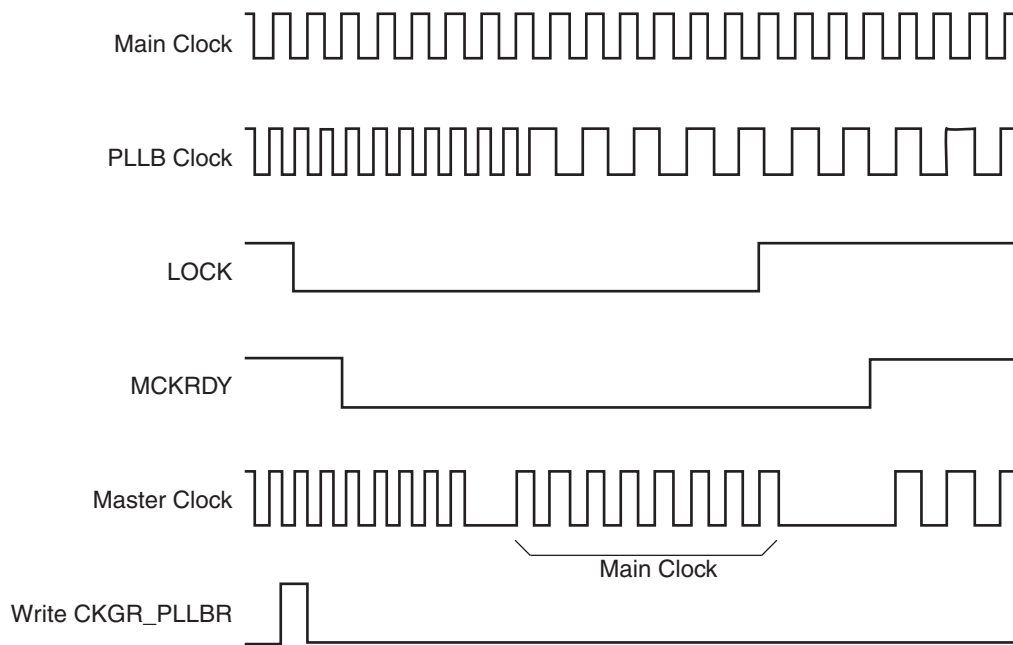 Main Clock
PLLB Clock
LOCK
MCKRDY
Master Clock
Main Clock
Write CKGR_PLLBR